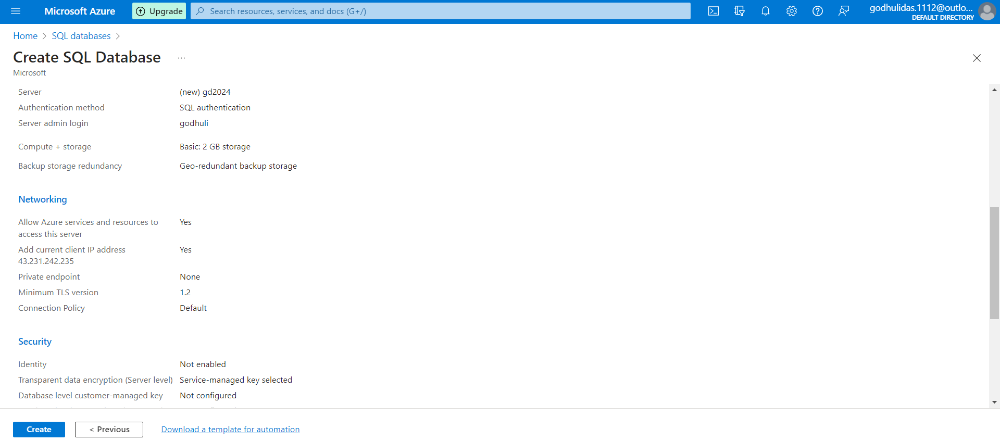 Microsoft Azure
Upgrade
Search resources, services, and docs (G+/)
godhulidas.1112@outlo...
DEFAULT DIRECTORY
Home > SQL databases >
Create SQL Database ...
Microsoft
Server (new) gd2024
Authentication method SQL authentication
Server admin login godhuli
Compute + storage Basic: 2 GB storage
Backup storage redundancy Geo-redundant backup storage
Networking
Allow Azure services and resources to Yes
access this server
Add current client IP address Yes
43.231.242.235
Private endpoint None
Minimum TLS version 1.2
Connection Policy Default
Security
Identity Not enabled
Transparent data encryption (Server level) Service-managed key selected
Database level customer-managed key Not configured
Create
< Previous
Download a template for automation